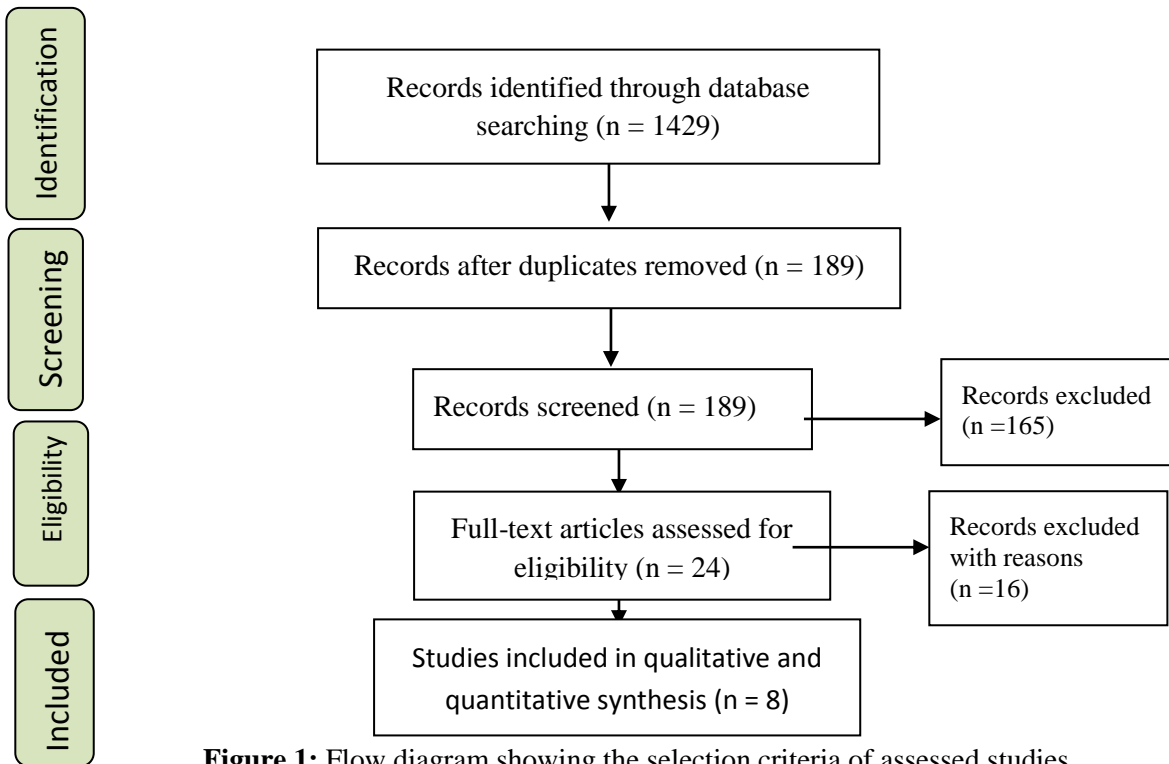 Identification
Records identified through database
searching (n = 1429)
Screening
Records after duplicates removed (n = 189)
Records screened (n = 189)
Records excluded
(n =165)
Eligibility
Full-text articles assessed for
eligibility (n = 24)
Records excluded
with reasons
(n =16)
Included
Studies included in qualitative and
quantitative synthesis (n = 8)
Figure 1: Flow diagram showing the selection criteria of assessed studies